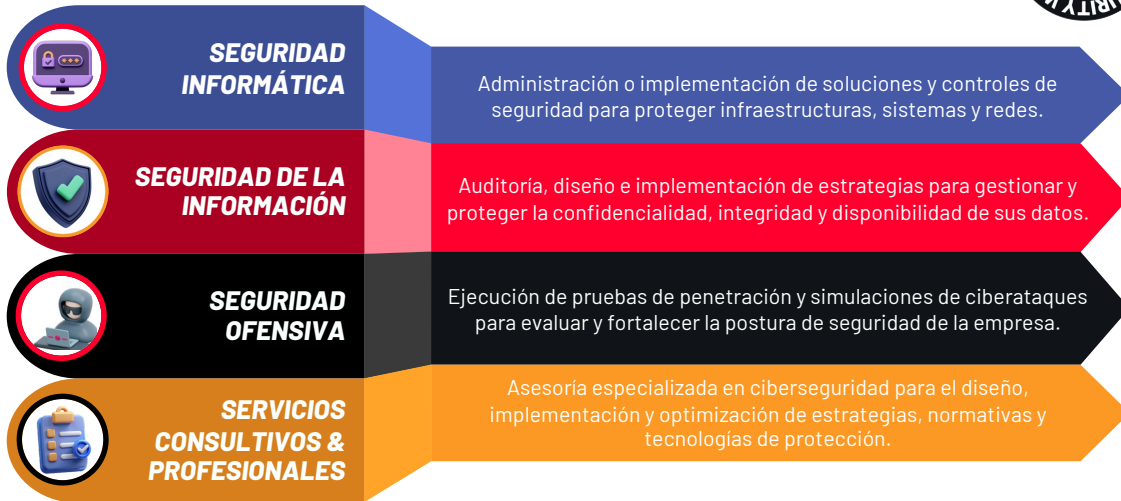 SEGURIDAD
INFORMÁTICA
Administración o implementación de soluciones y controles de
seguridad para proteger infraestructuras, sistemas y redes.
SEGURIDAD DE LA
INFORMACIÓN
Auditoría, diseño e implementación de estrategias para gestionar y
proteger la confidencialidad, integridad y disponibilidad de sus datos.
SEGURIDAD
OFENSIVA
Ejecución de pruebas de penetración y simulaciones de ciberataques
para evaluar y fortalecer la postura de seguridad de la empresa.
SERVICIOS
CONSULTIVOS &
PROFESIONALES
Asesoría especializada en ciberseguridad para el diseño,
implementación y optimización de estrategias, normativas y
tecnologías de protección.